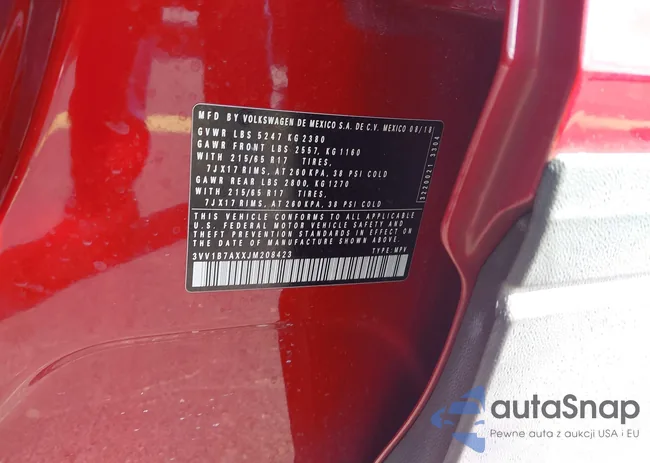 MFD BY VOLKSWAGEN DE MEXICO S.A. DE C.V. MEXICO 08/18
GVWR LBS 5247 KG 2380
GAWR FRONT LBS 2557, KG 1160
WITH 215/65 R17 TIRES,
7JX17 RIMS, AT 260 KPA, 38 PSI COLD
GAWR REAR LBS 2800, KG 1270
WITH 215/65 R17 TIRES,
7JX17 RIMS, AT 260 KPA, 38 PSI COLD
THIS VEHICLE CONFORMS TO ALL APPLICABLE
U.S. FEDERAL MOTOR VEHICLE SAFETY AND
THEFT PREVENTION STANDARDS IN EFFECT ON
THE DATE OF MANUFACTURE SHOWN ABOVE.
3VV1B7AXXJM208423 TYPE: MPV
3220021 3304
autaSnap
Pewne auta z aukcji USA i EU